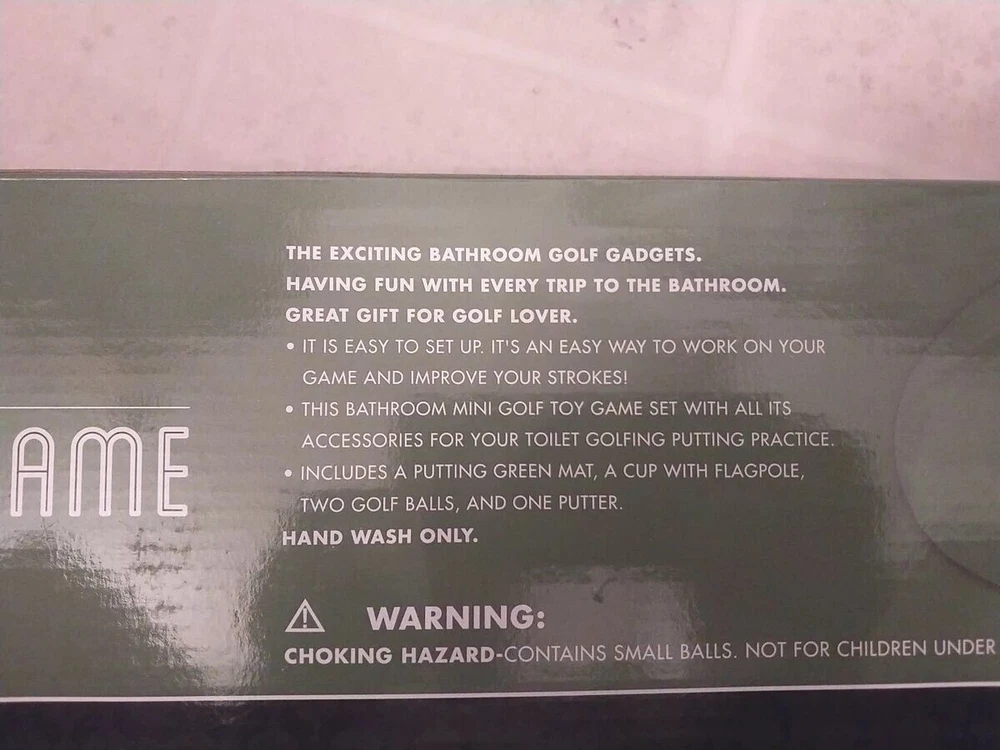 THE EXCITING BATHROOM GOLF GADGETS.
HAVING FUN WITH EVERY TRIP TO THE BATHROOM.
GREAT GIFT FOR GOLF LOVER.
• IT IS EASY TO SET UP. IT'S AN EASY WAY TO WORK ON YOUR
GAME AND IMPROVE YOUR STROKES!
• THIS BATHROOM MINI GOLF TOY GAME SET WITH ALL ITS
ACCESSORIES FOR YOUR TOILET GOLFING PUTTING PRACTICE.
• INCLUDES A PUTTING GREEN MAT, A CUP WITH FLAGPOLE,
TWO GOLF BALLS, AND ONE PUTTER.
HAND WASH ONLY.
⚠ WARNING:
CHOKING HAZARD-CONTAINS SMALL BALLS. NOT FOR CHILDREN UNDER
AME